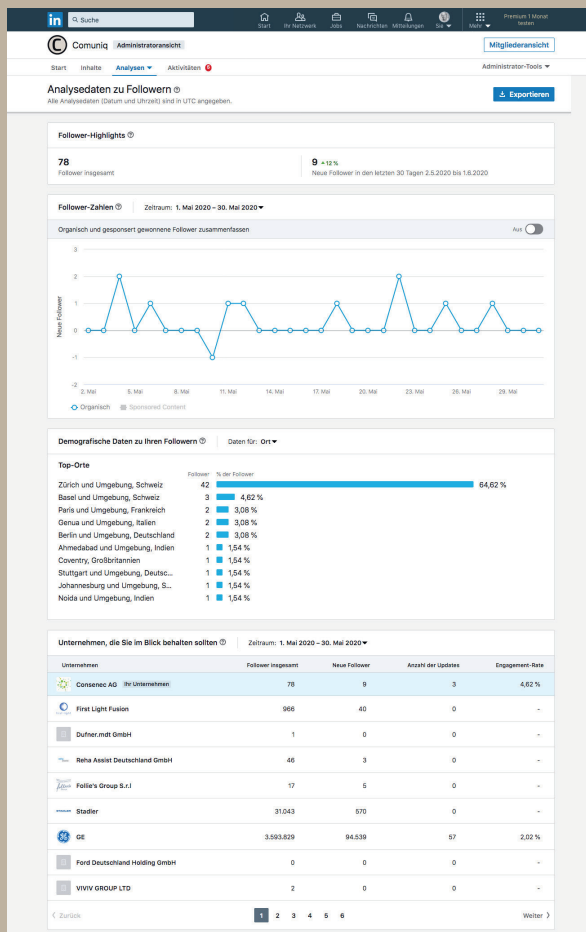 in
Suche
Start Ihr Netzwerk Jobs Nachrichten Mitteilungen Sie Mehr Premium 1 Monat testen
Comuniq Administratoransicht Mitgliederansicht
Start Inhalte Analysen Aktivitäten Administrator-Tools
Analysedaten zu Followern
Alle Analysedaten (Datum und Uhrzeit) sind in UTC angegeben.
Exportieren
Follower-Highlights
78
Follower insgesamt
9 +12 %
Neue Follower in den letzten 30 Tagen 2.5.2020 bis 1.6.2020
Follower-Zahlen Zeitraum: 1. Mai 2020 – 30. Mai 2020
Organisch und gesponsert gewonnene Follower zusammenfassen Aus
Neue Follower
3
2
1
0
-1
-2
2. Mai 5. Mai 8. Mai 11. Mai 14. Mai 17. Mai 20. Mai 23. Mai 26. Mai 29. Mai
Organisch Sponsored Content
Demografische Daten zu Ihren Followern Daten für: Ort
Top-Orte
Follower % der Follower
Zürich und Umgebung, Schweiz 42 64,62 %
Basel und Umgebung, Schweiz 3 4,62 %
Paris und Umgebung, Frankreich 2 3,08 %
Genua und Umgebung, Italien 2 3,08 %
Berlin und Umgebung, Deutschland 2 3,08 %
Ahmedabad und Umgebung, Indien 1 1,54 %
Coventry, Großbritannien 1 1,54 %
Stuttgart und Umgebung, Deutsc... 1 1,54 %
Johannesburg und Umgebung, S... 1 1,54 %
Noida und Umgebung, Indien 1 1,54 %
Unternehmen, die Sie im Blick behalten sollten Zeitraum: 1. Mai 2020 – 30. Mai 2020
Unternehmen Follower insgesamt Neue Follower Anzahl der Updates Engagement-Rate
Consenec AG Ihr Unternehmen 78 9 3 4,62 %
First Light Fusion 966 40 0 -
Dufner.mdt GmbH 1 0 0 -
Reha Assist Deutschland GmbH 46 3 0 -
Follie's Group S.r.l 17 5 0 -
Stadler 31.043 570 0 -
GE 3.593.829 94.539 57 2,02 %
Ford Deutschland Holding GmbH 0 0 0 -
VIVIV GROUP LTD 2 0 0 -
Zurück 1 2 3 4 5 6 Weiter